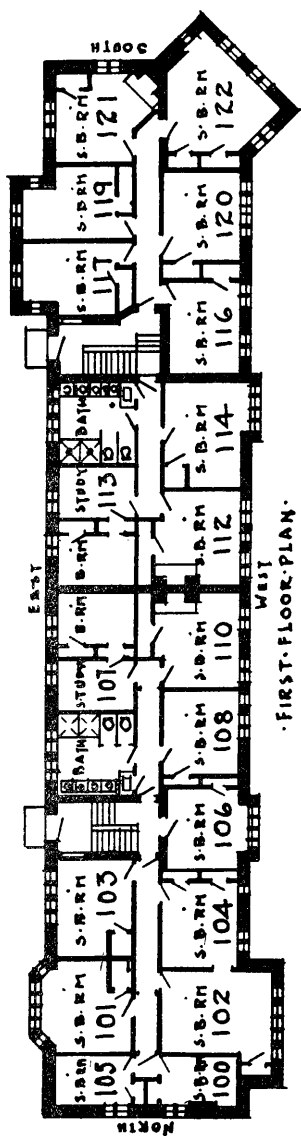 EAST
NORTH
SOUTH
S.B.RM
105
S.B.RM
101
S.B.RM
103
BATH
STUDY
107
B.RM
B.RM
STUDY
113
BATH
S.B.RM
117
S.B.RM
119
S.B.RM
121
S.B.RM
100
S.B.RM
102
S.B.RM
104
S.B.RM
106
S.B.RM
108
S.B.RM
110
S.B.RM
112
S.B.RM
114
S.B.RM
116
S.B.RM
120
S.B.RM
122
WEST
·FIRST·FLOOR·PLAN·